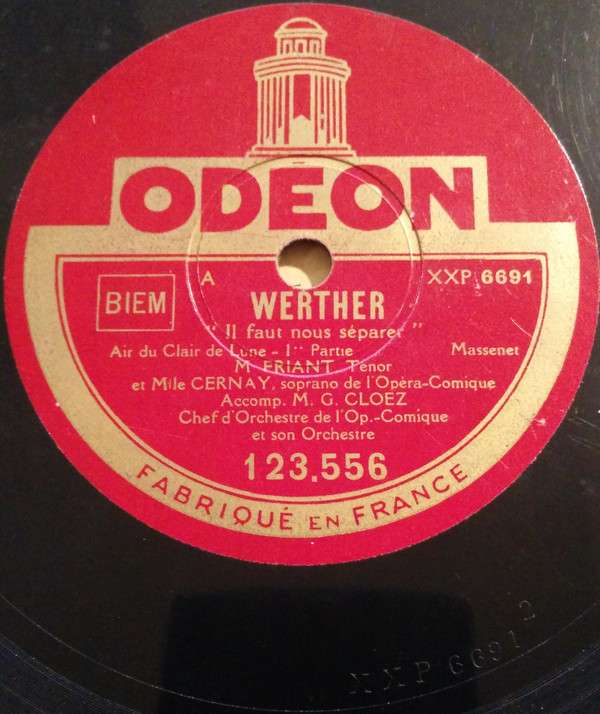 ODEON
BIEM
A
XXP 6691
WERTHER
" Il faut nous séparer "
Air du Clair de Lune - 1re Partie Massenet
M. FRIANT Ténor
et Mlle CERNAY, soprano de l'Opéra-Comique
Accomp. M. G. CLOEZ
Chef d'Orchestre de l'Op.-Comique
et son Orchestre
123.556
FABRIQUÉ EN FRANCE
XXP 6691 2